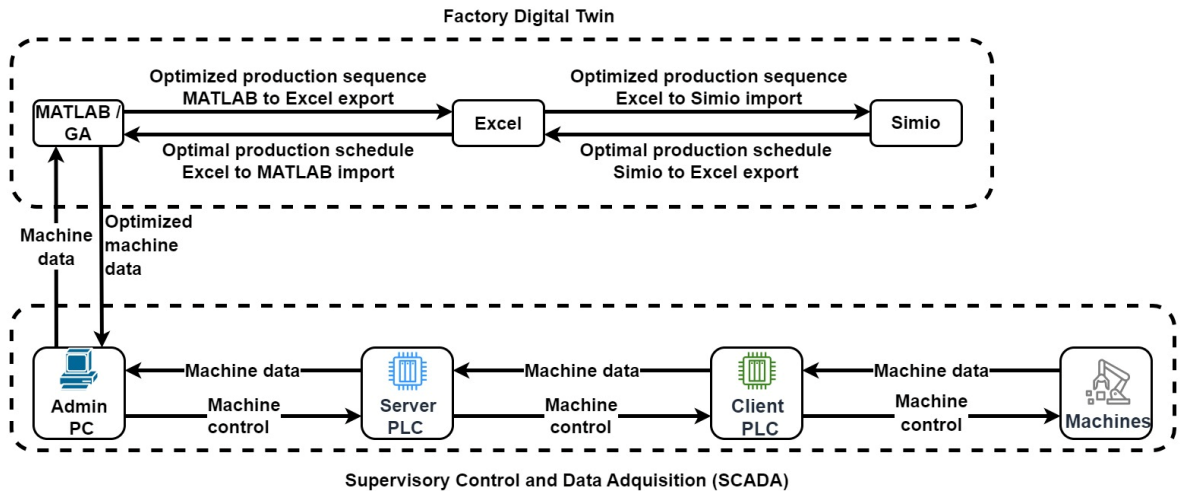 Factory Digital Twin
Optimized production sequence
MATLAB to Excel export
Optimized production sequence
Excel to Simio import
MATLAB /
GA
Excel
Simio
Optimal production schedule
Excel to MATLAB import
Optimal production schedule
Simio to Excel export
Machine
data
Optimized
machine
data
Machine data
Machine data
Machine data
Admin
PC
Machine
control
Server
PLC
Machine
control
Client
PLC
Machine
control
Machines
Supervisory Control and Data Adquisition (SCADA)